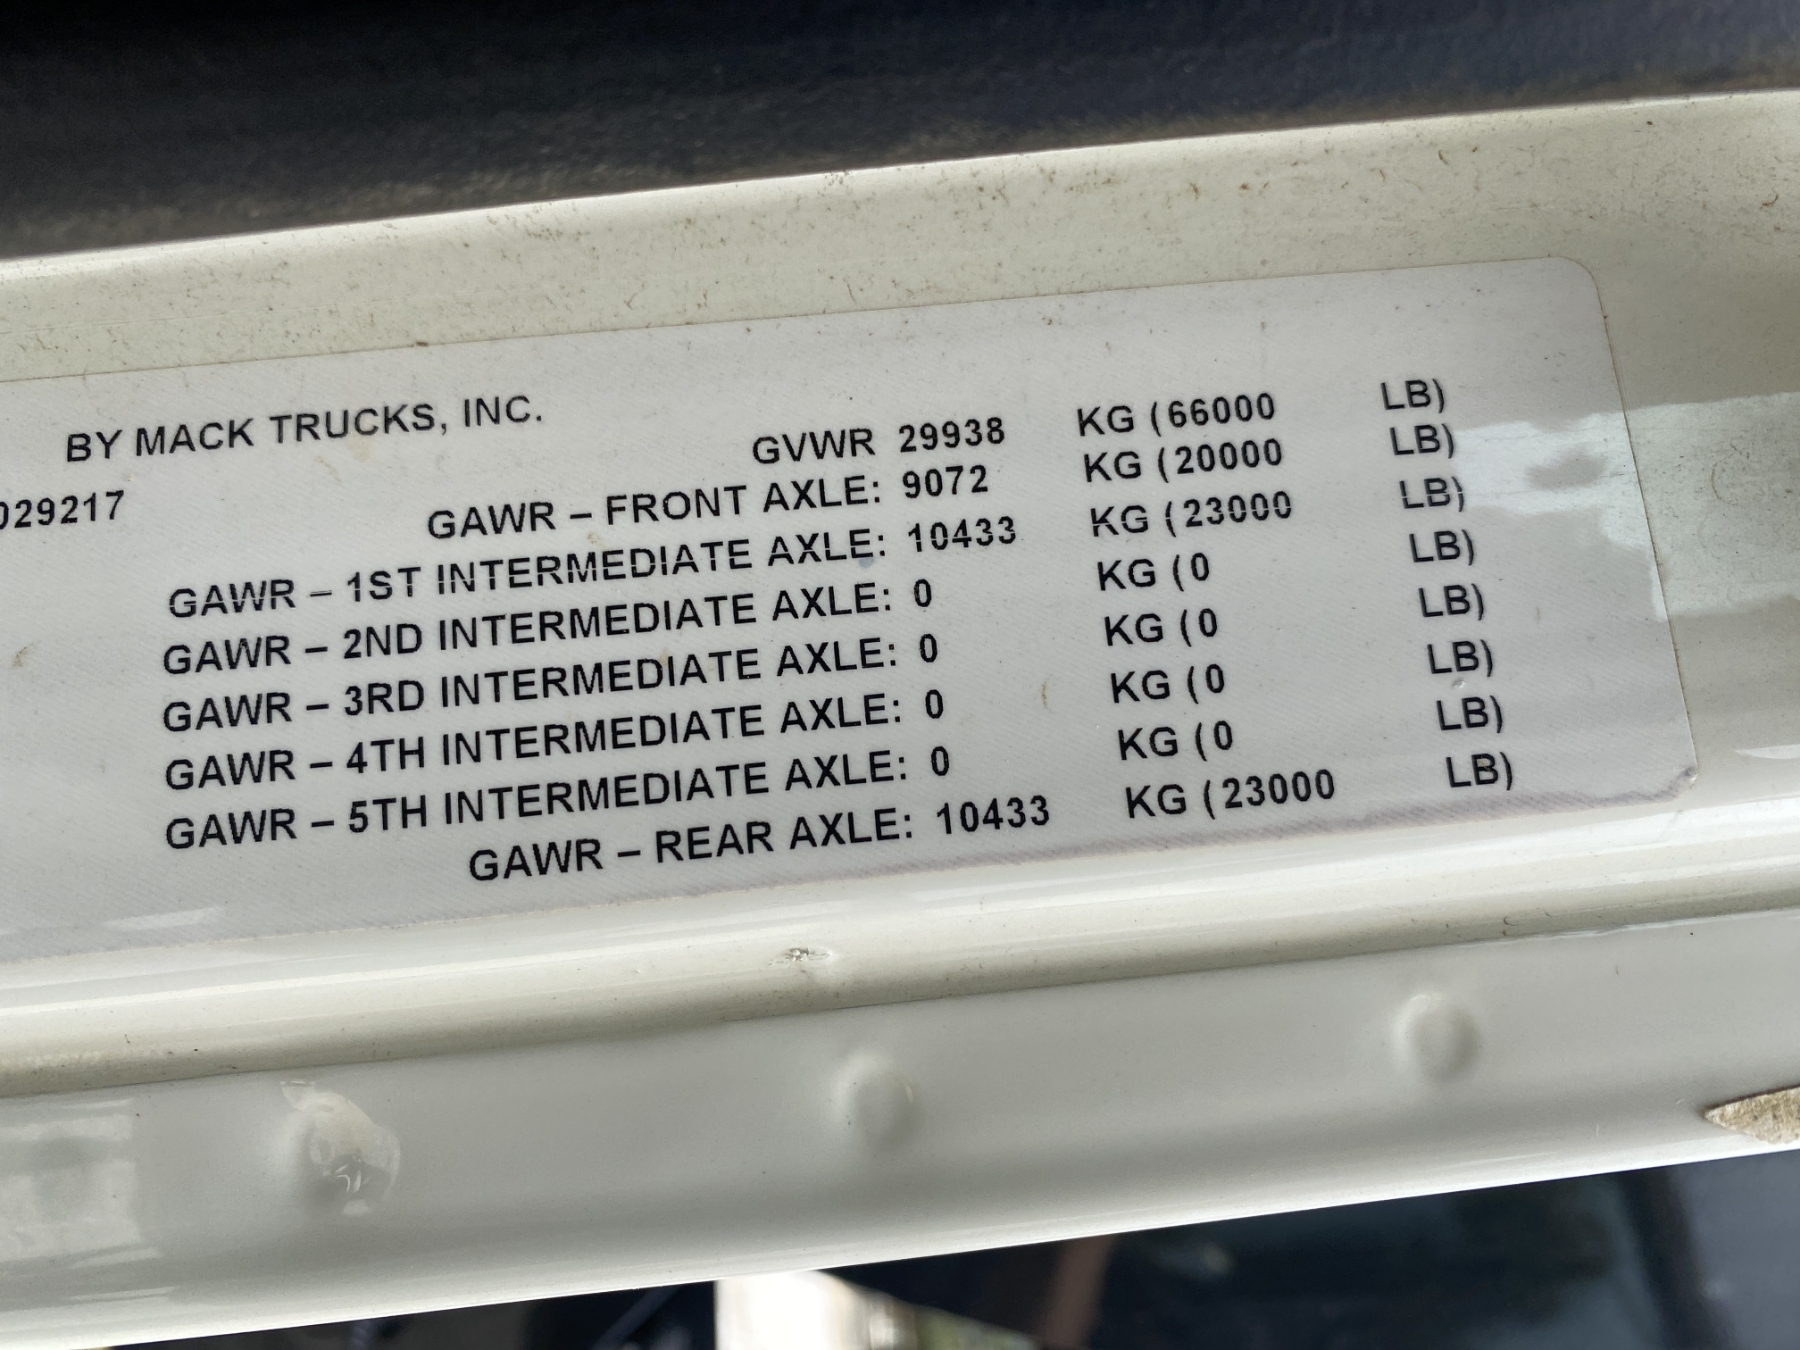 BY MACK TRUCKS, INC.
029217
GVWR 29938 KG (66000 LB)
GAWR – FRONT AXLE: 9072 KG (20000 LB)
GAWR – 1ST INTERMEDIATE AXLE: 10433 KG (23000 LB)
GAWR – 2ND INTERMEDIATE AXLE: 0 KG (0 LB)
GAWR – 3RD INTERMEDIATE AXLE: 0 KG (0 LB)
GAWR – 4TH INTERMEDIATE AXLE: 0 KG (0 LB)
GAWR – 5TH INTERMEDIATE AXLE: 0 KG (0 LB)
GAWR – REAR AXLE: 10433 KG (23000 LB)